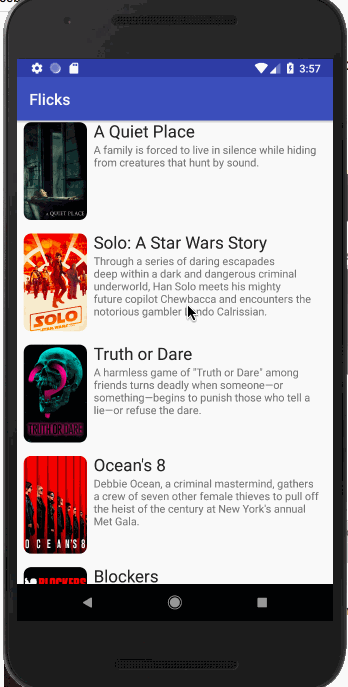 3:57
Flicks
A Quiet Place
A family is forced to live in silence while hiding
from creatures that hunt by sound.
A QUIET PLACE
Solo: A Star Wars Story
Through a series of daring escapades
deep within a dark and dangerous criminal
underworld, Han Solo meets his mighty
future copilot Chewbacca and encounters the
notorious gambler Lando Calrissian.
SOLO
Truth or Dare
A harmless game of "Truth or Dare" among
friends turns deadly when someone—or
something—begins to punish those who tell a
lie—or refuse the dare.
TRUTH OR DARE
Ocean's 8
Debbie Ocean, a criminal mastermind, gathers
a crew of seven other female thieves to pull off
the heist of the century at New York's annual
Met Gala.
OCEAN'S 8
Blockers
BLOCKERS